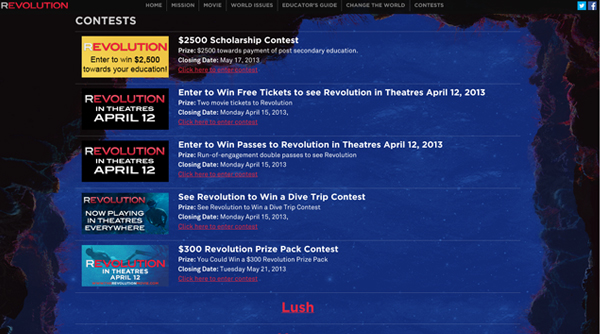 REVOLUTION
HOME MISSION MOVIE WORLD ISSUES EDUCATOR'S GUIDE CHANGE THE WORLD CONTESTS
CONTESTS
REVOLUTION
Enter to win $2,500
towards your education!
$2500 Scholarship Contest
Prize: $2500 towards payment of post secondary education.
Closing Date: May 17, 2013
Click here to enter contest
REVOLUTION
IN THEATRES
APRIL 12
Enter to Win Free Tickets to see Revolution in Theatres April 12, 2013
Prize: Two movie tickets to Revolution
Closing Date: Monday April 15, 2013,
Click here to enter contest
REVOLUTION
IN THEATRES
APRIL 12
Enter to Win Passes to Revolution in Theatres April 12, 2013
Prize: Run-of-engagement double passes to see Revolution
Closing Date: Monday April 15, 2013
Click here to enter contest
REVOLUTION
NOW PLAYING
IN THEATRES
EVERYWHERE
See Revolution to Win a Dive Trip Contest
Prize: See Revolution to Win a Dive Trip Contest
Closing Date: Monday April 15, 2013,
Click here to enter contest
REVOLUTION
IN THEATRES
APRIL 12
$300 Revolution Prize Pack Contest
Prize: You Could Win a $300 Revolution Prize Pack
Closing Date: Tuesday May 21, 2013
Click here to enter contest
Lush